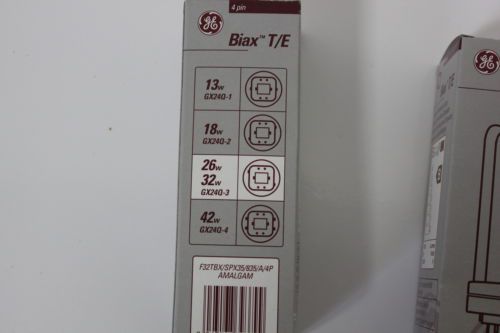 4 pin
GE
Biax™ T/E
13W
GX24Q-1
18W
GX24Q-2
26W
32W
GX24Q-3
42W
GX24Q-4
F32TBX/SPX35/835/A/4P
AMALGAM
GE
Biax T/E